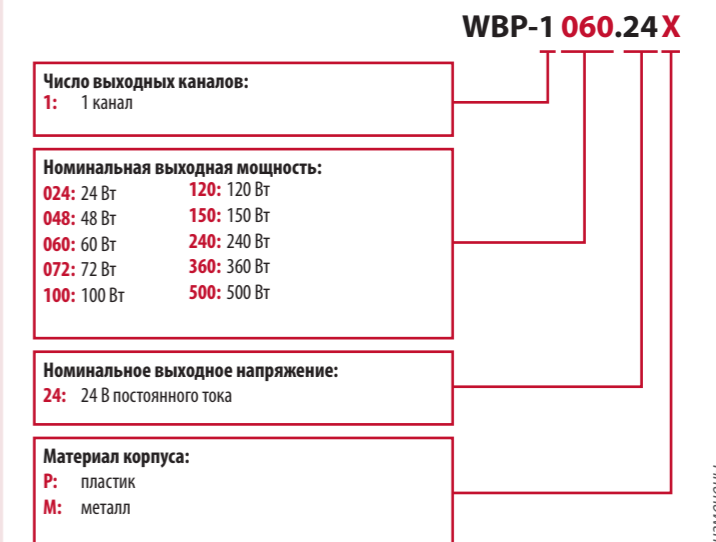 WBP-1 060.24 X
Число выходных каналов:
1: 1 канал
Номинальная выходная мощность:
024: 24 Вт
048: 48 Вт
060: 60 Вт
072: 72 Вт
100: 100 Вт
120: 120 Вт
150: 150 Вт
240: 240 Вт
360: 360 Вт
500: 500 Вт
Номинальное выходное напряжение:
24: 24 В постоянного тока
Материал корпуса:
P: пластик
M: металл